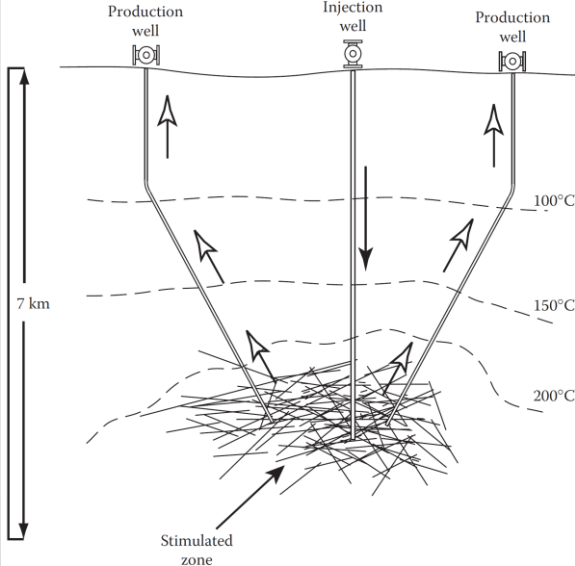 Production
well
Injection
well
Production
well
100°C
150°C
7 km
200°C
Stimulated
zone